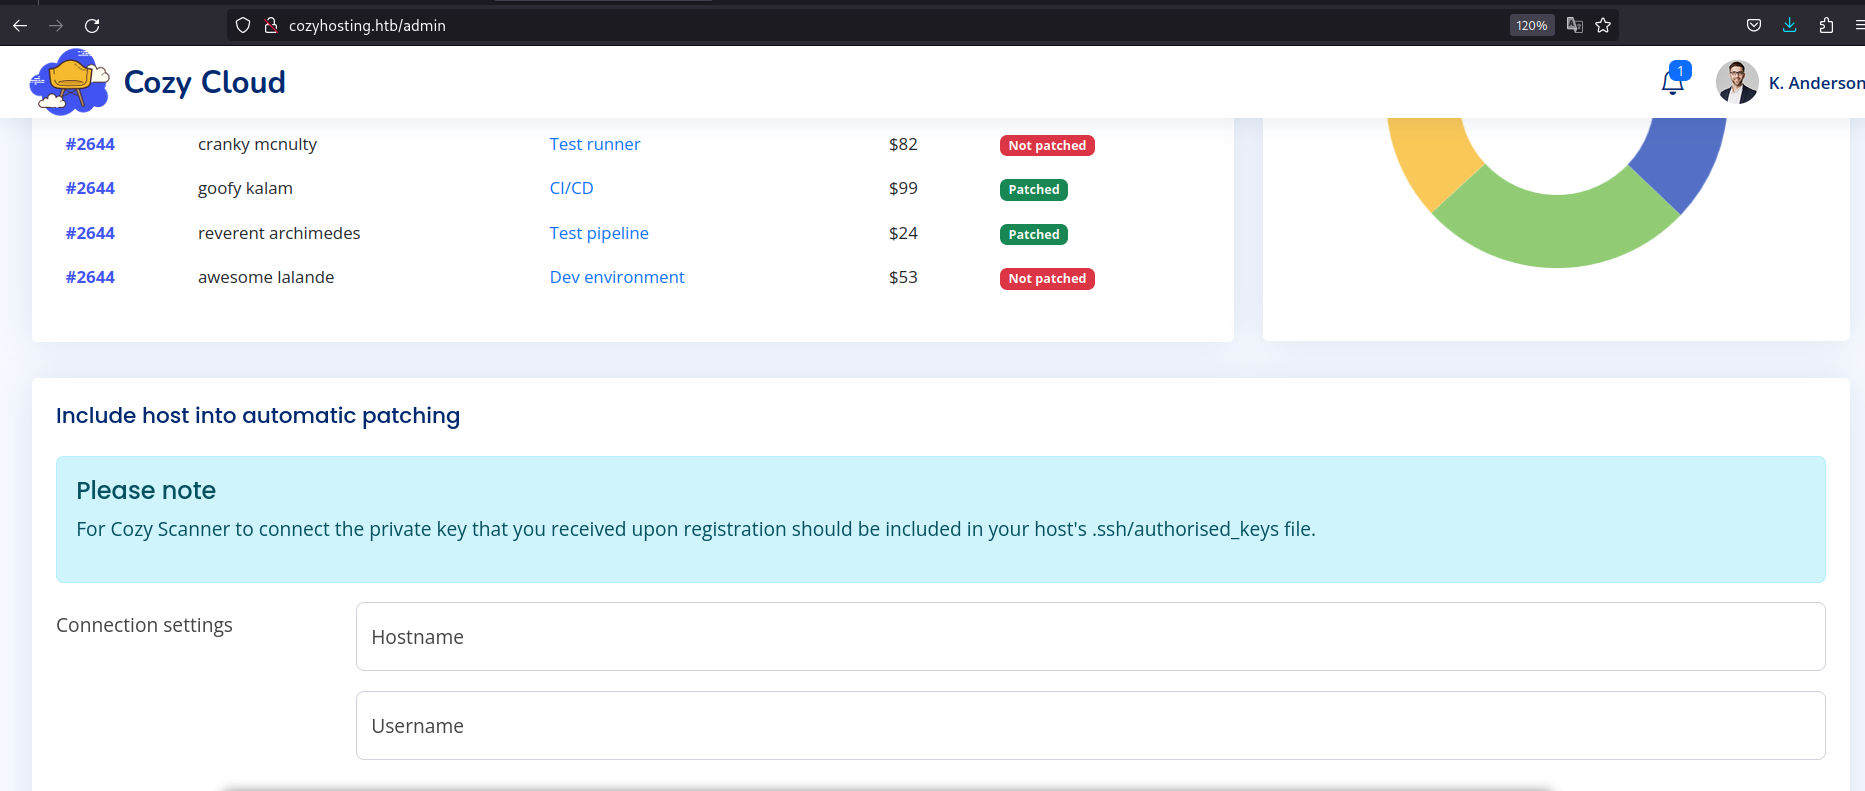 cozyhosting.htb/admin
120%
Cozy Cloud
1
K. Anderson
#2644 cranky mcnulty Test runner $82 Not patched
#2644 goofy kalam CI/CD $99 Patched
#2644 reverent archimedes Test pipeline $24 Patched
#2644 awesome lalande Dev environment $53 Not patched
Include host into automatic patching
Please note
For Cozy Scanner to connect the private key that you received upon registration should be included in your host's .ssh/authorised_keys file.
Connection settings
Hostname
Username